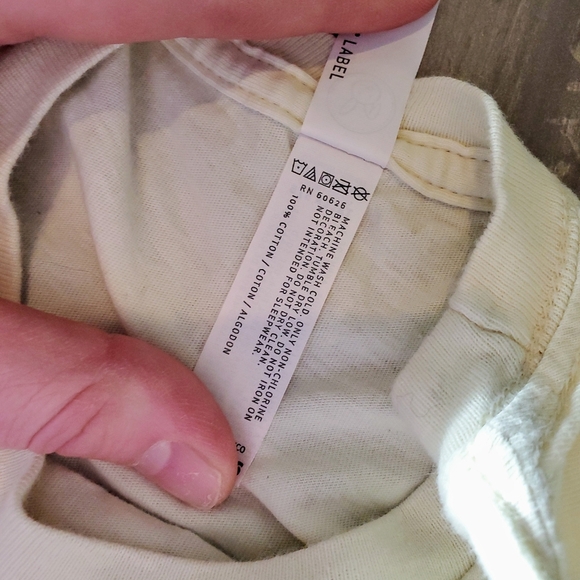 LABEL
RN 60626
MACHINE WASH COLD. ONLY NON-CHLORINE
BLEACH. TUMBLE DRY LOW. DO NOT IRON ON
DECORATION. DO NOT DRY CLEAN.
NOT INTENDED FOR SLEEPWEAR.
100% COTTON / COTON / ALGODON